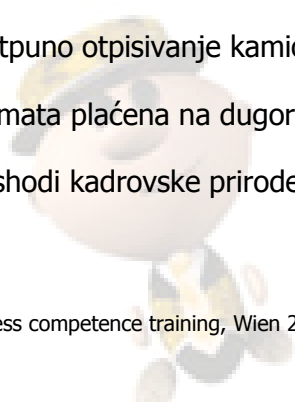 tpuno otpisivanje kamio
mata plaćena na dugor
shodi kadrovske prirode
ess competence training, Wien 2